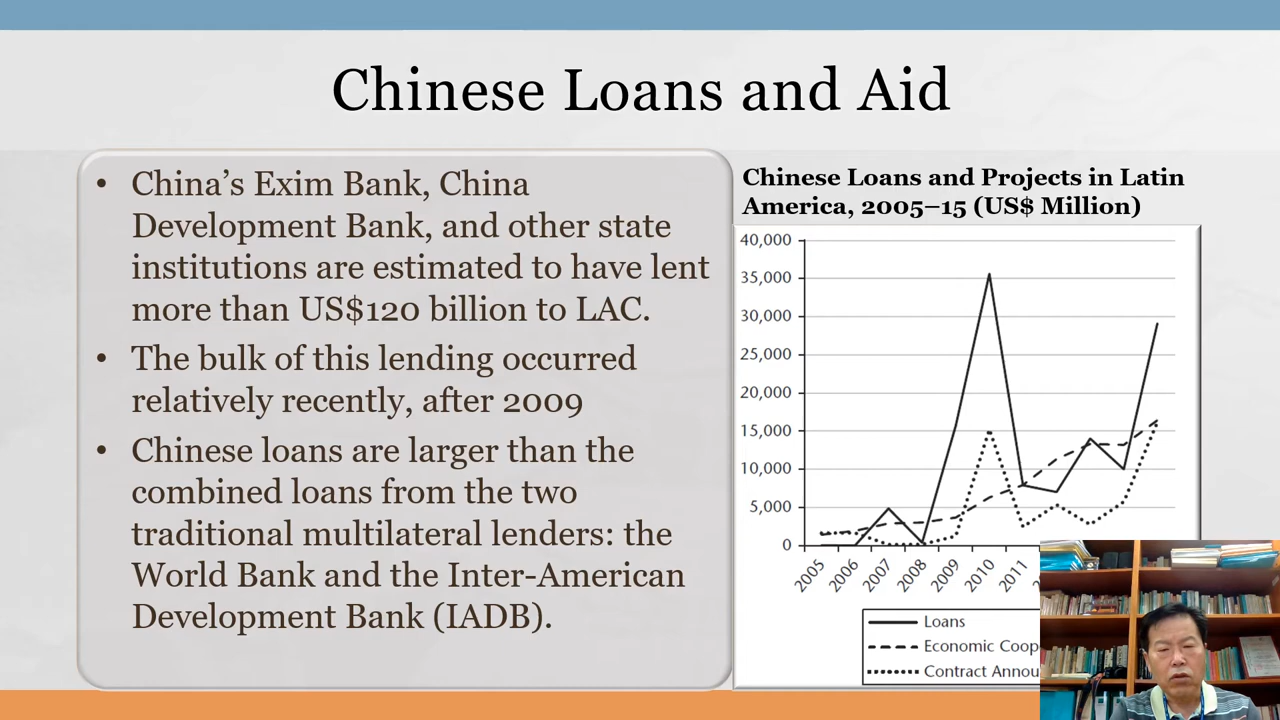 Chinese Loans and Aid
• China’s Exim Bank, China
Development Bank, and other state
institutions are estimated to have lent
more than US$120 billion to LAC.
• The bulk of this lending occurred
relatively recently, after 2009
• Chinese loans are larger than the
combined loans from the two
traditional multilateral lenders: the
World Bank and the Inter-American
Development Bank (IADB).
Chinese Loans and Projects in Latin
America, 2005–15 (US$ Million)
40,000
35,000
30,000
25,000
20,000
15,000
10,000
5,000
0
2005 2006 2007 2008 2009 2010 2011
Loans
Economic Coop
Contract Annou